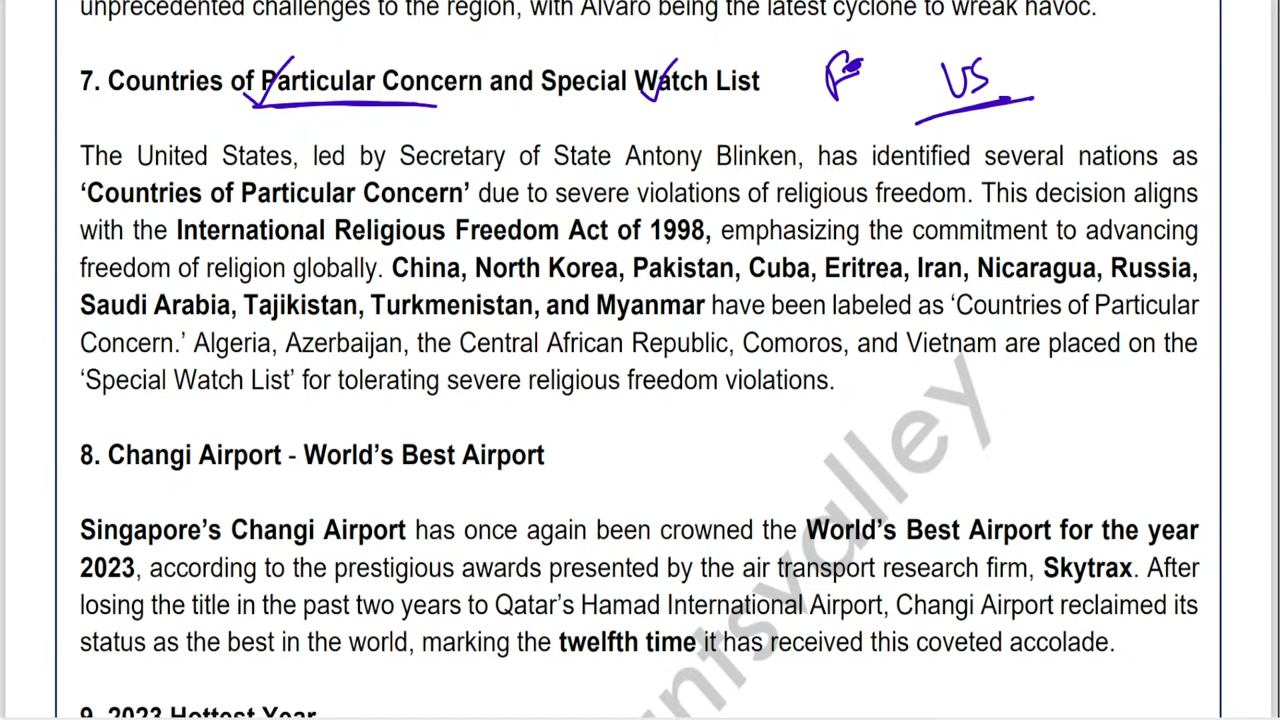 unprecedented challenges to the region, with Alvaro being the latest cyclone to wreak havoc.
7. Countries of Particular Concern and Special Watch List
US
The United States, led by Secretary of State Antony Blinken, has identified several nations as
‘Countries of Particular Concern’ due to severe violations of religious freedom. This decision aligns
with the International Religious Freedom Act of 1998, emphasizing the commitment to advancing
freedom of religion globally. China, North Korea, Pakistan, Cuba, Eritrea, Iran, Nicaragua, Russia,
Saudi Arabia, Tajikistan, Turkmenistan, and Myanmar have been labeled as ‘Countries of Particular
Concern.’ Algeria, Azerbaijan, the Central African Republic, Comoros, and Vietnam are placed on the
‘Special Watch List’ for tolerating severe religious freedom violations.
8. Changi Airport - World’s Best Airport
Singapore’s Changi Airport has once again been crowned the World’s Best Airport for the year
2023, according to the prestigious awards presented by the air transport research firm, Skytrax. After
losing the title in the past two years to Qatar’s Hamad International Airport, Changi Airport reclaimed its
status as the best in the world, marking the twelfth time it has received this coveted accolade.
9. 2023 Hottest Year